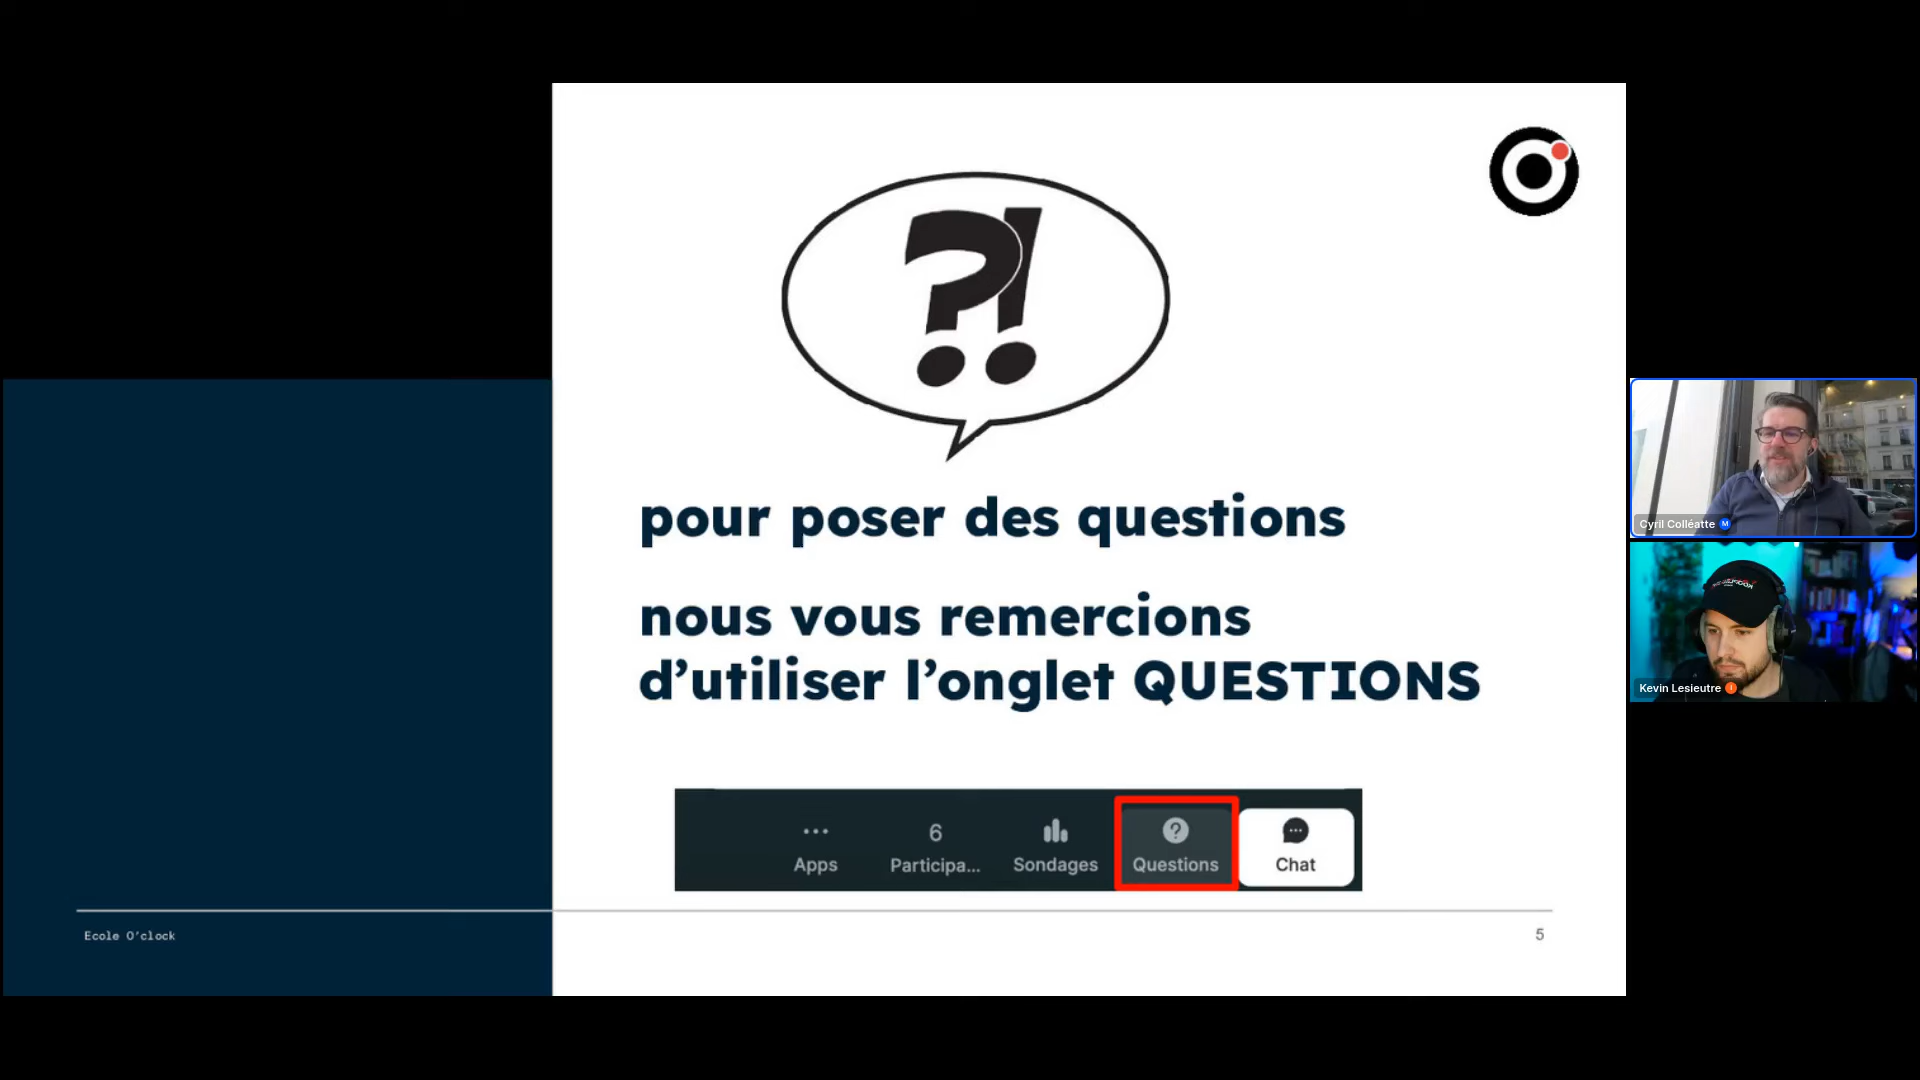 ?!
pour poser des questions
nous vous remercions
d’utiliser l’onglet QUESTIONS
6
Apps
Participa...
Sondages
?
Questions
Chat
Ecole O’clock
5
Cyril Colléatte M
Kevin Lesieutre